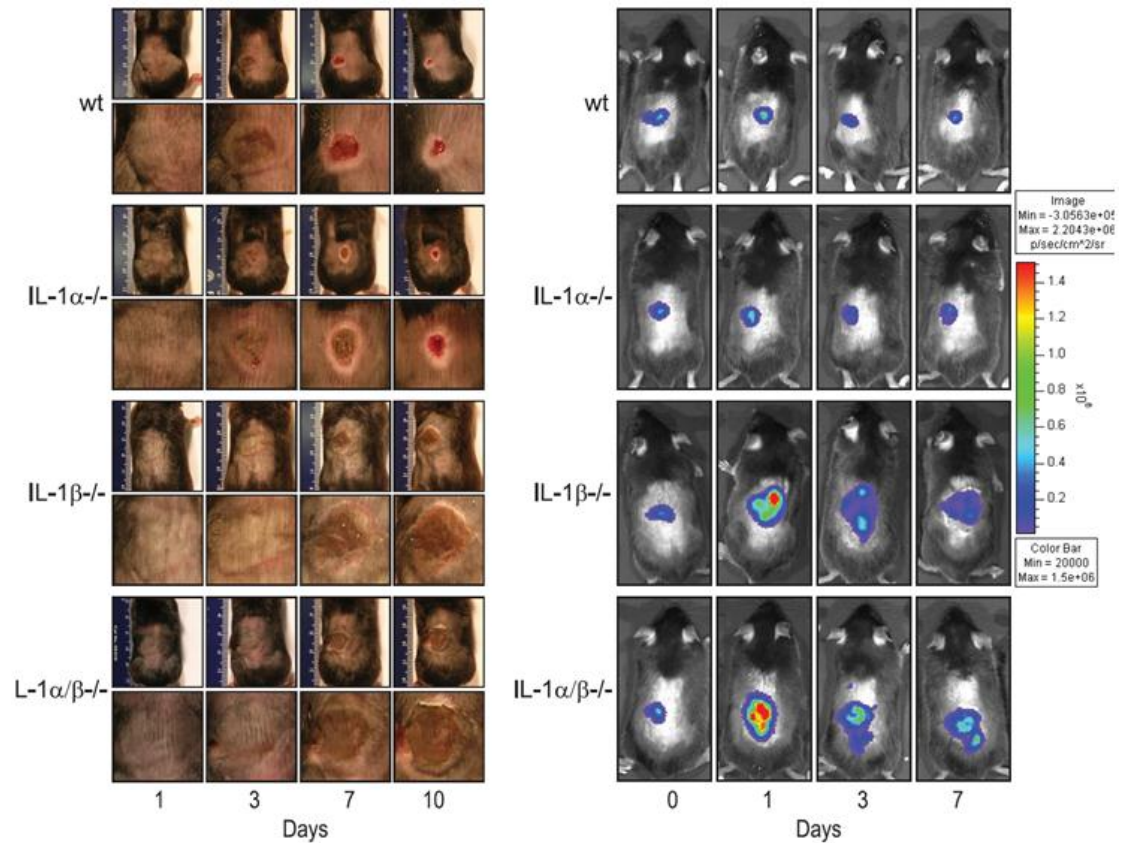 wt
IL-1α-/-
IL-1β-/-
L-1α/β-/-
1 3 7 10
Days
wt
IL-1α-/-
IL-1β-/-
IL-1α/β-/-
0 1 3 7
Days
Image
Min = -3.0563e+05
Max = 2.2043e+06
p/sec/cm^2/sr
1.4
1.2
1.0
0.8
0.6
0.4
0.2
x10⁶
Color Bar
Min = 20000
Max = 1.5e+06